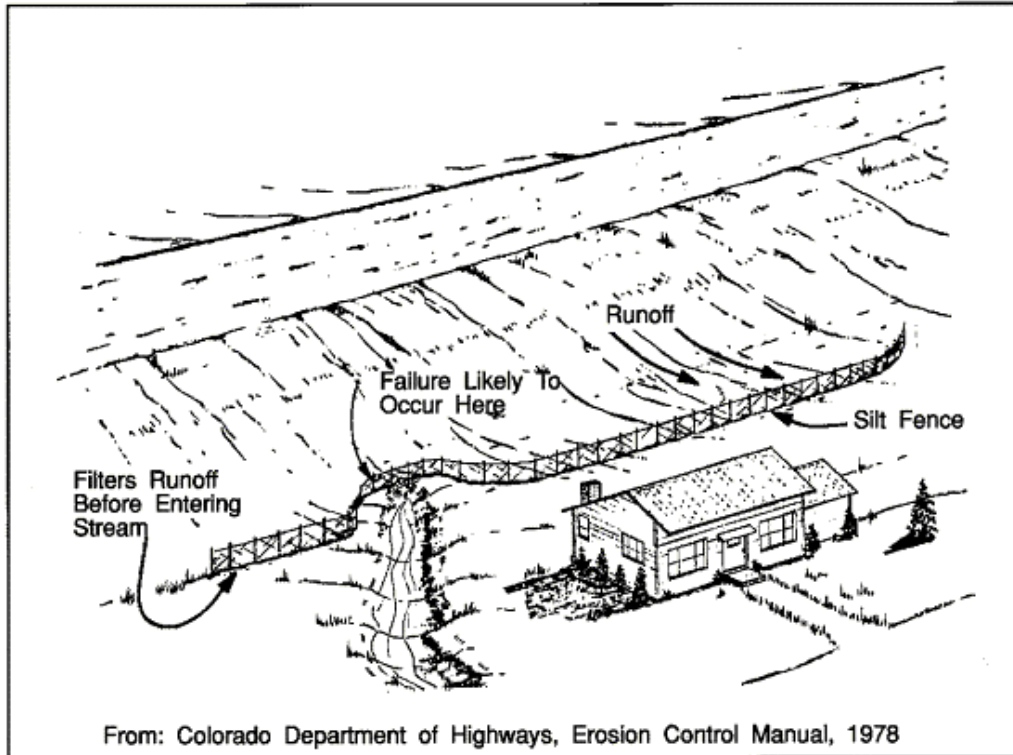 Runoff
Failure Likely To
Occur Here
Silt Fence
Filters Runoff
Before Entering
Stream
From: Colorado Department of Highways, Erosion Control Manual, 1978